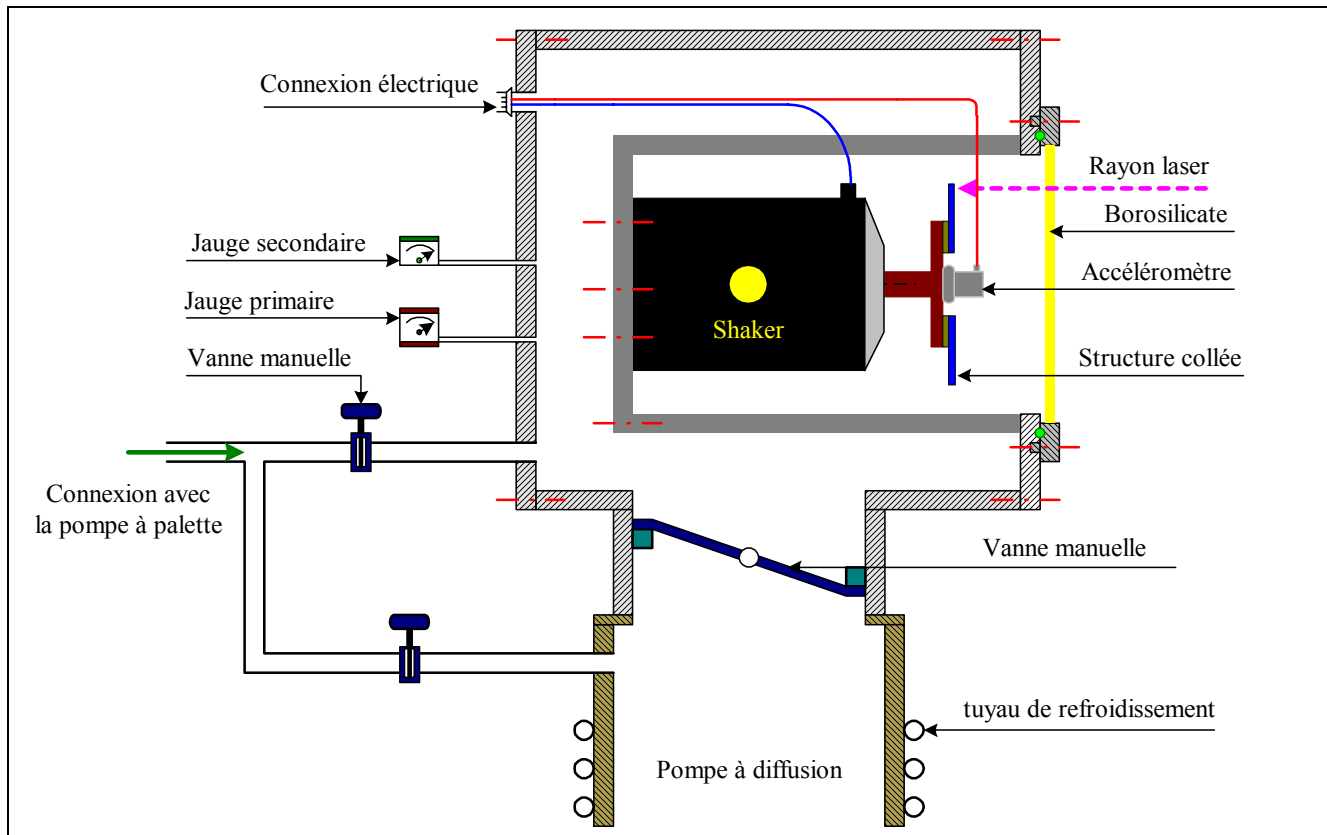 Connexion électrique
Jauge secondaire
Jauge primaire
Vanne manuelle
Connexion avec
la pompe à palette
Shaker
Rayon laser
Borosilicate
Accéléromètre
Structure collée
Vanne manuelle
tuyau de refroidissement
Pompe à diffusion